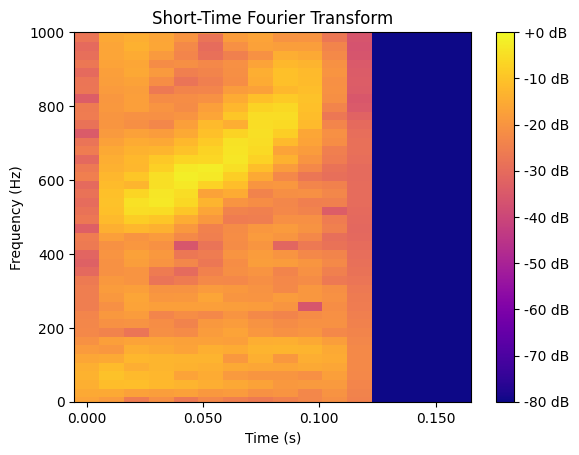 Short-Time Fourier Transform
Frequency (Hz)
1000
800
600
400
200
0
0.000
0.050
0.100
0.150
Time (s)
+0 dB
-10 dB
-20 dB
-30 dB
-40 dB
-50 dB
-60 dB
-70 dB
-80 dB